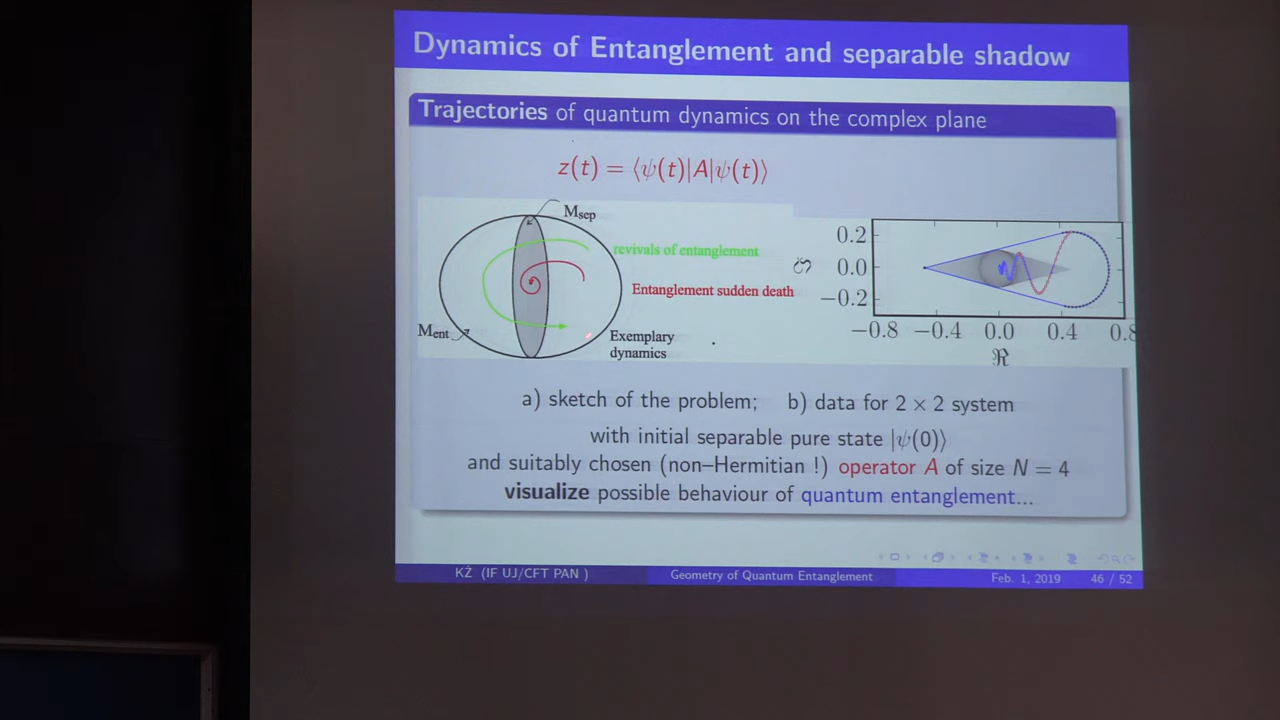 Dynamics of Entanglement and separable shadow
Trajectories of quantum dynamics on the complex plane
z(t) = ⟨ψ(t)|A|ψ(t)⟩
Msep
revivals of entanglement
Entanglement sudden death
Ment
Exemplary
dynamics
ℑ
0.2
0.0
−0.2
−0.8 −0.4 0.0 0.4 0.8
ℜ
a) sketch of the problem; b) data for 2 × 2 system
with initial separable pure state |ψ(0)⟩
and suitably chosen (non–Hermitian !) operator A of size N = 4
visualize possible behaviour of quantum entanglement...
KŻ (IF UJ/CFT PAN ) Geometry of Quantum Entanglement Feb. 1, 2019 46 / 52